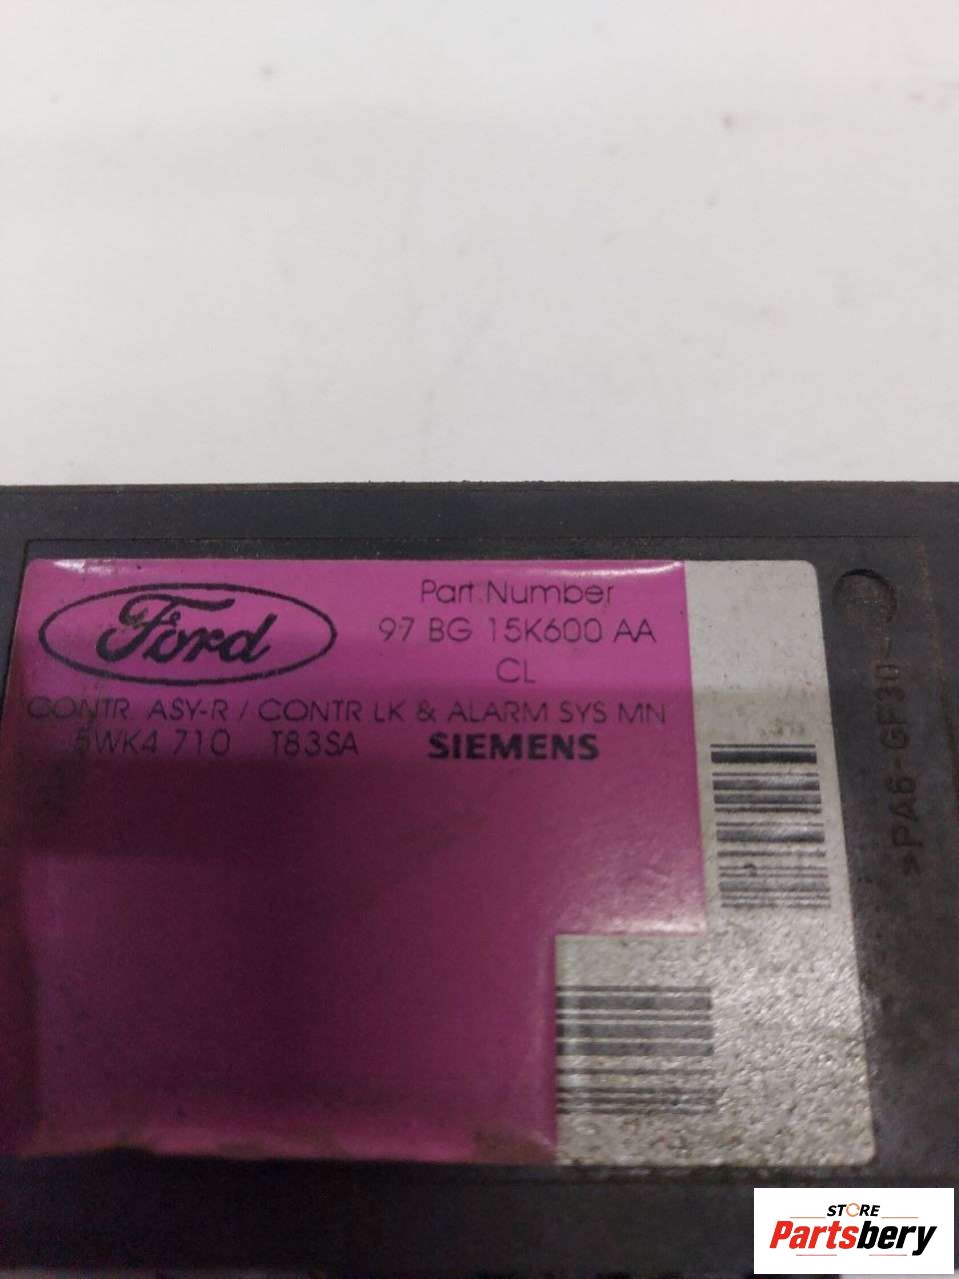 Ford
Part Number
97 BG 15K600 AA
CL
CONTR. ASY-R / CONTR LK & ALARM SYS MN
5WK4 710 T83SA SIEMENS
>PA6-GF30<
STORE
Partsbery